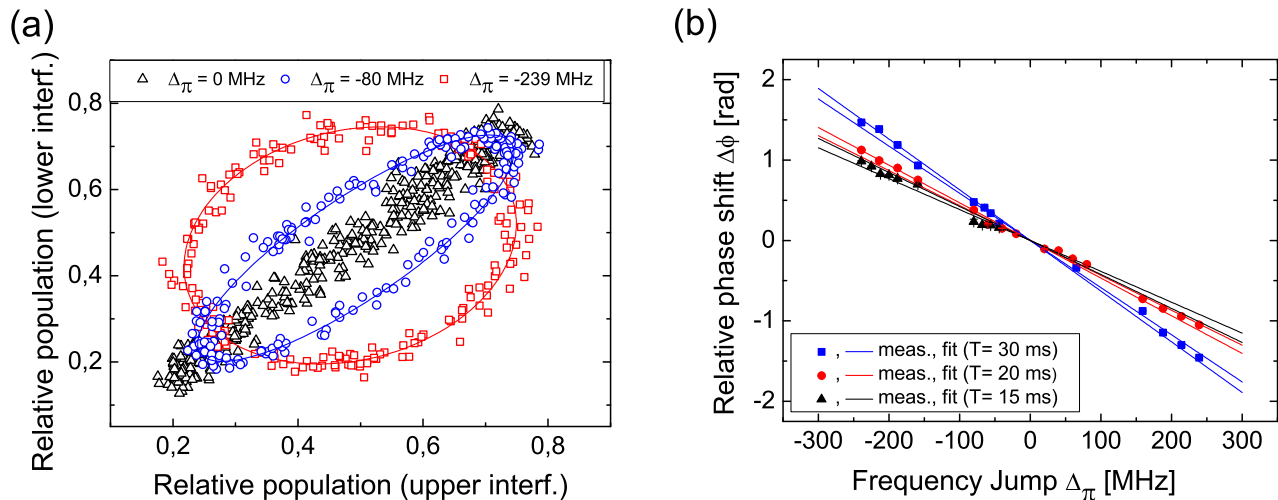 (a)
Δπ = 0 MHz Δπ = -80 MHz Δπ = -239 MHz
Relative population (lower interf.)
0,8
0,6
0,4
0,2
0,2 0,4 0,6 0,8
Relative population (upper interf.)
(b)
Relative phase shift Δϕ [rad]
2
1
0
-1
-2
, meas., fit (T= 30 ms)
, meas., fit (T= 20 ms)
, meas., fit (T= 15 ms)
-300 -200 -100 0 100 200 300
Frequency Jump Δπ [MHz]